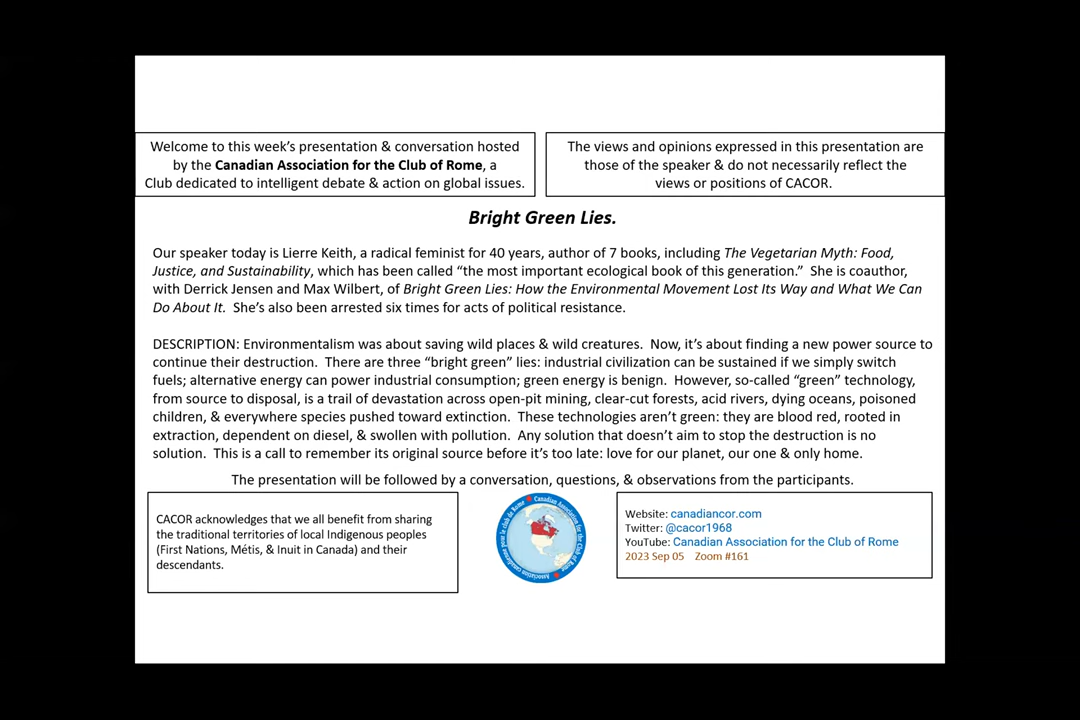 Welcome to this week's presentation & conversation hosted
by the Canadian Association for the Club of Rome, a
Club dedicated to intelligent debate & action on global issues.
The views and opinions expressed in this presentation are
those of the speaker & do not necessarily reflect the
views or positions of CACOR.
Bright Green Lies.
Our speaker today is Lierre Keith, a radical feminist for 40 years, author of 7 books, including The Vegetarian Myth: Food,
Justice, and Sustainability, which has been called “the most important ecological book of this generation.”  She is coauthor,
with Derrick Jensen and Max Wilbert, of Bright Green Lies: How the Environmental Movement Lost Its Way and What We Can
Do About It.  She's also been arrested six times for acts of political resistance.
DESCRIPTION: Environmentalism was about saving wild places & wild creatures.  Now, it's about finding a new power source to
continue their destruction.  There are three “bright green” lies: industrial civilization can be sustained if we simply switch
fuels; alternative energy can power industrial consumption; green energy is benign.  However, so-called “green” technology,
from source to disposal, is a trail of devastation across open-pit mining, clear-cut forests, acid rivers, dying oceans, poisoned
children, & everywhere species pushed toward extinction.  These technologies aren't green: they are blood red, rooted in
extraction, dependent on diesel, & swollen with pollution.  Any solution that doesn't aim to stop the destruction is no
solution.  This is a call to remember its original source before it's too late: love for our planet, our one & only home.
The presentation will be followed by a conversation, questions, & observations from the participants.
CACOR acknowledges that we all benefit from sharing
the traditional territories of local Indigenous peoples
(First Nations, Métis, & Inuit in Canada) and their
descendants.
Canadian Association for the Club of Rome
Association canadienne pour le club de Rome
Website: canadiancor.com
Twitter: @cacor1968
YouTube: Canadian Association for the Club of Rome
2023 Sep 05    Zoom #161